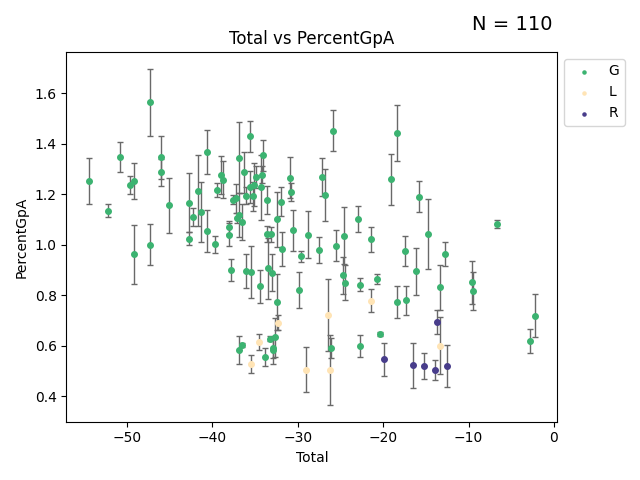 N = 110
Total vs PercentGpA
G
L
R
PercentGpA
1.6
1.4
1.2
1.0
0.8
0.6
0.4
−50
−40
−30
−20
−10
0
Total